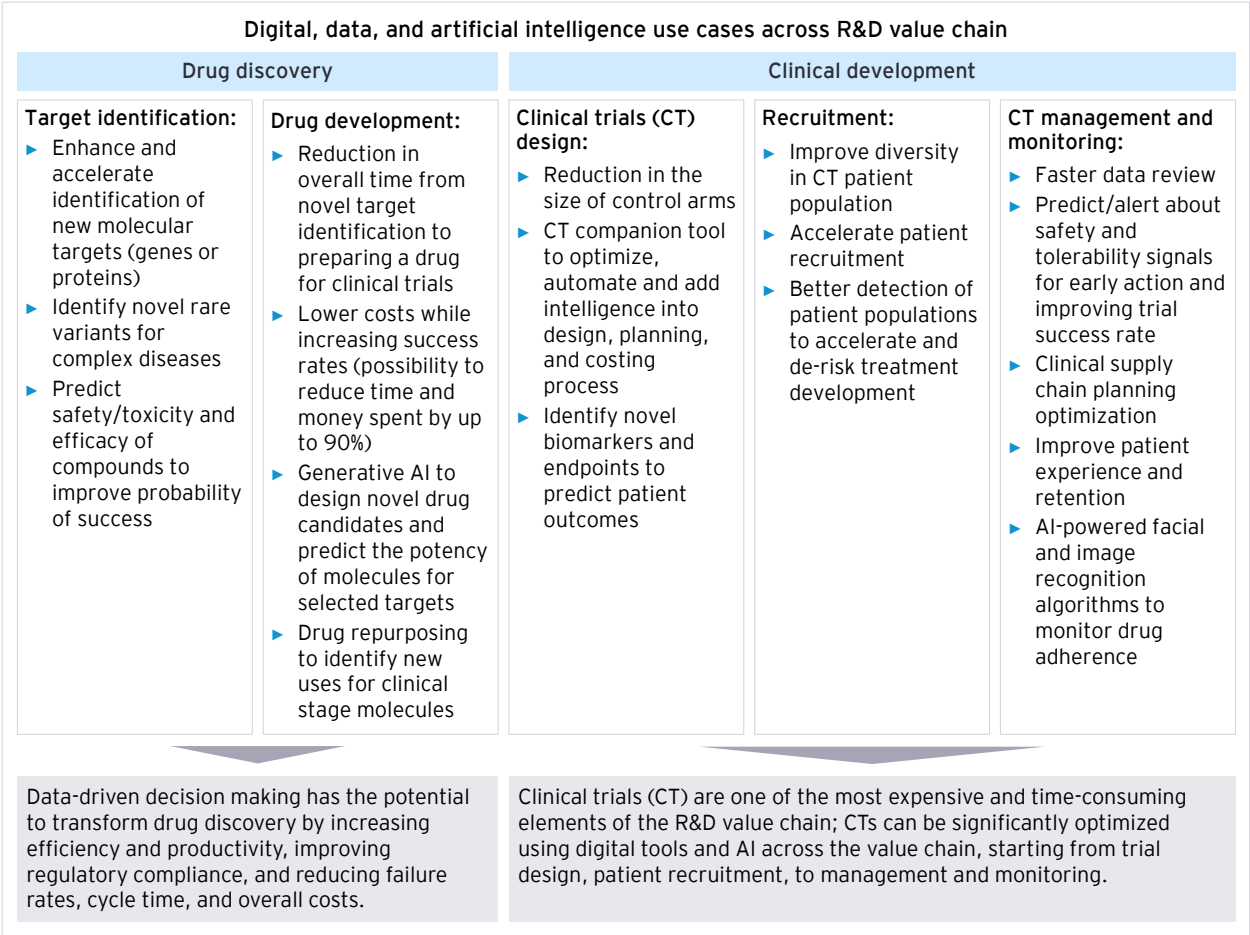 Digital, data, and artificial intelligence use cases across R&D value chain
Drug discovery
Target identification:
► Enhance and
accelerate
identification of
new molecular
targets (genes or
proteins)
► Identify novel rare
variants for
complex diseases
► Predict
safety/toxicity and
efficacy of
compounds to
improve probability
of success
Drug development:
► Reduction in
overall time from
novel target
identification to
preparing a drug
for clinical trials
► Lower costs while
increasing success
rates (possibility to
reduce time and
money spent by up
to 90%)
► Generative AI to
design novel drug
candidates and
predict the potency
of molecules for
selected targets
► Drug repurposing
to identify new
uses for clinical
stage molecules
Data-driven decision making has the potential
to transform drug discovery by increasing
efficiency and productivity, improving
regulatory compliance, and reducing failure
rates, cycle time, and overall costs.
Clinical development
Clinical trials (CT)
design:
► Reduction in the
size of control arms
► CT companion tool
to optimize,
automate and add
intelligence into
design, planning,
and costing
process
► Identify novel
biomarkers and
endpoints to
predict patient
outcomes
Recruitment:
► Improve diversity
in CT patient
population
► Accelerate patient
recruitment
► Better detection of
patient populations
to accelerate and
de-risk treatment
development
CT management and
monitoring:
► Faster data review
► Predict/alert about
safety and
tolerability signals
for early action and
improving trial
success rate
► Clinical supply
chain planning
optimization
► Improve patient
experience and
retention
► AI-powered facial
and image
recognition
algorithms to
monitor drug
adherence
Clinical trials (CT) are one of the most expensive and time-consuming
elements of the R&D value chain; CTs can be significantly optimized
using digital tools and AI across the value chain, starting from trial
design, patient recruitment, to management and monitoring.